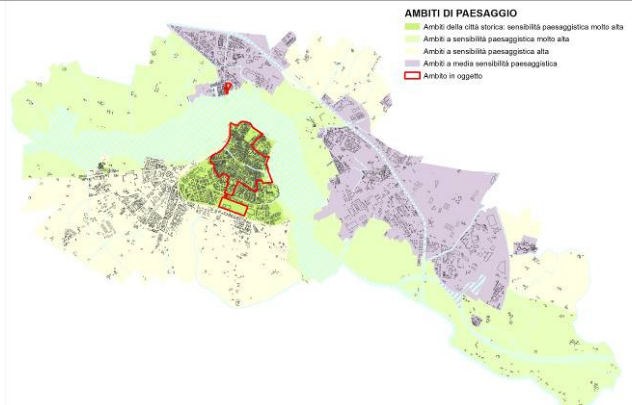 AMBITI DI PAESAGGIO
Ambiti della città storica: sensibilità paesaggistica molto alta
Ambiti a sensibilità paesaggistica molto alta
Ambiti a sensibilità paesaggistica alta
Ambiti a media sensibilità paesaggistica
Ambito in oggetto